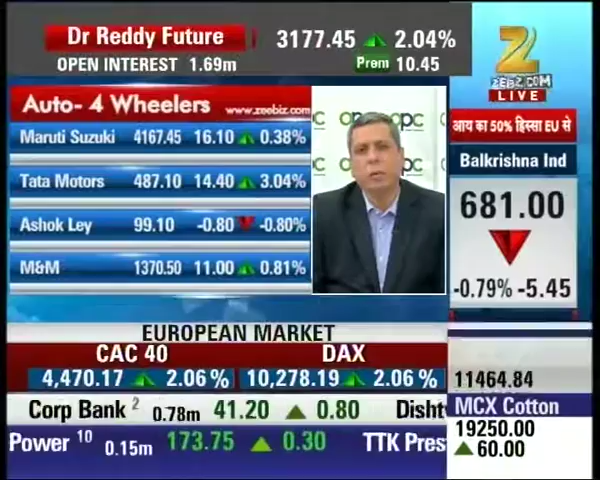 Dr Reddy Future
3177.45 2.04%
OPEN INTEREST 1.69m
Prem 10.45
Z
ZEEBIZ.COM
LIVE
Auto- 4 Wheelers www.zeebiz.com
Maruti Suzuki 4167.45 16.10 0.38%
Tata Motors 487.10 14.40 3.04%
Ashok Ley 99.10 -0.80 -0.80%
M&M 1370.50 11.00 0.81%
opc
आय का 50% हिस्सा EU से
Balkrishna Ind
681.00
-0.79% -5.45
EUROPEAN MARKET
CAC 40 DAX
4,470.17 2.06% 10,278.19 2.06%
11464.84
Corp Bank 2 0.78m 41.20 0.80 Disht
MCX Cotton
19250.00
60.00
Power 10 0.15m 173.75 0.30 TTK Pres